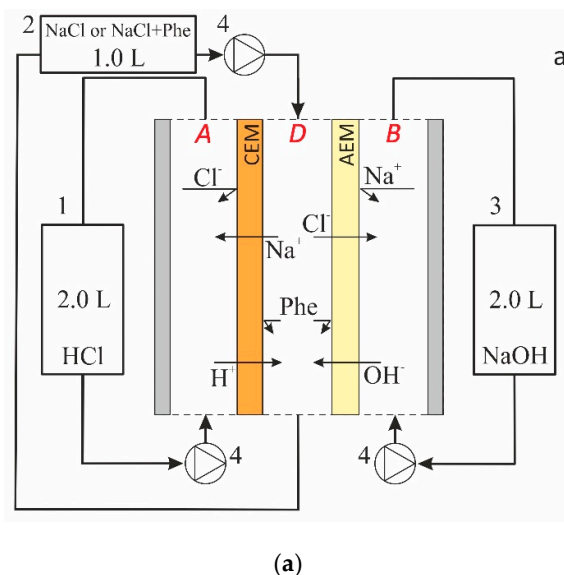 2
NaCl or NaCl+Phe
1.0 L
4
a
A
CEM
D
AEM
B
Cl-
Na+
1
3
Na+
Cl-
2.0 L
HCl
Phe
2.0 L
NaOH
H+
OH-
4
4
(a)